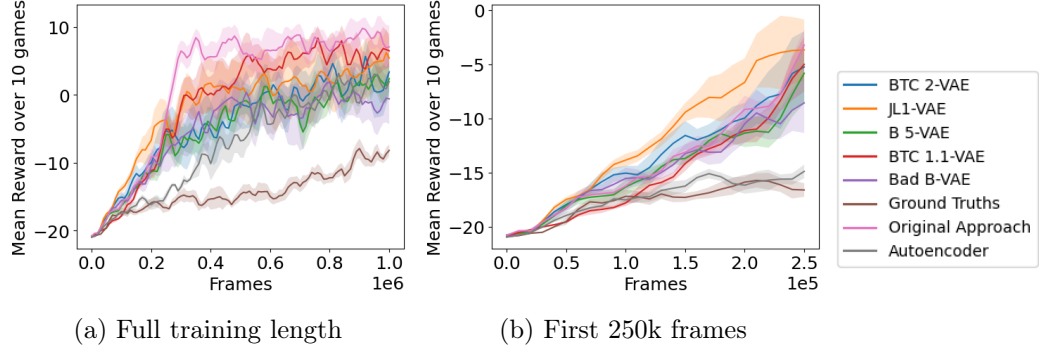 Mean Reward over 10 games
10
0
−10
−20
0.0
0.2
0.4
0.6
0.8
1.0
Frames
1e6
(a) Full training length
Mean Reward over 10 games
0
−5
−10
−15
−20
0.0
0.5
1.0
1.5
2.0
2.5
Frames
1e5
(b) First 250k frames
BTC 2-VAE
JL1-VAE
B 5-VAE
BTC 1.1-VAE
Bad B-VAE
Ground Truths
Original Approach
Autoencoder